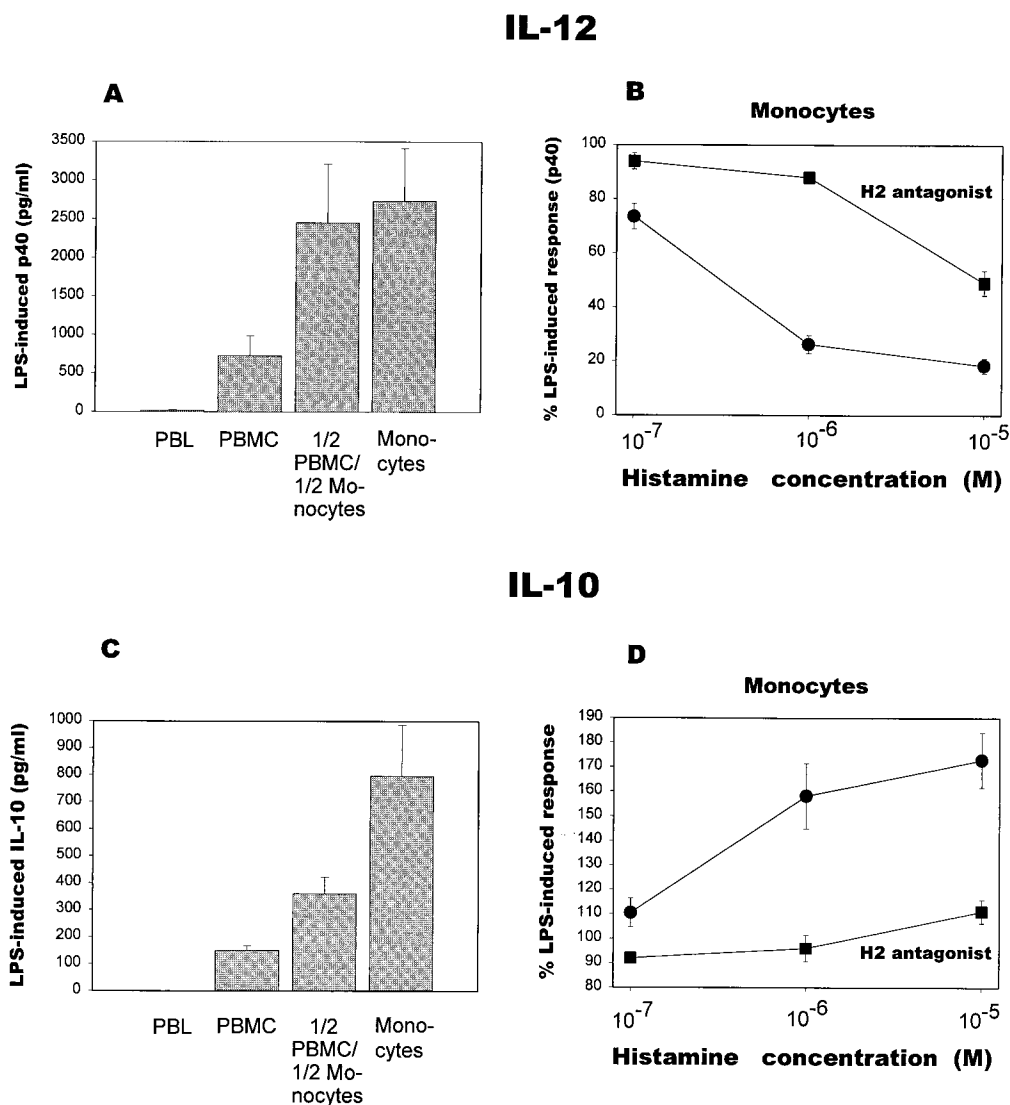 IL-12
A
LPS-induced p40 (pg/ml)
3500
3000
2500
2000
1500
1000
500
0
PBL
PBMC
1/2
PBMC/
1/2 Mo-
nocytes
Mono-
cytes
B
Monocytes
% LPS-induced response (p40)
100
80
60
40
20
0
H2 antagonist
10-7
10-6
10-5
Histamine concentration (M)
IL-10
C
LPS-induced IL-10 (pg/ml)
1000
900
800
700
600
500
400
300
200
100
0
PBL
PBMC
1/2
PBMC/
1/2 Mo-
nocytes
Mono-
cytes
D
Monocytes
% LPS-induced response
190
180
170
160
150
140
130
120
110
100
90
80
H2 antagonist
10-7
10-6
10-5
Histamine concentration (M)